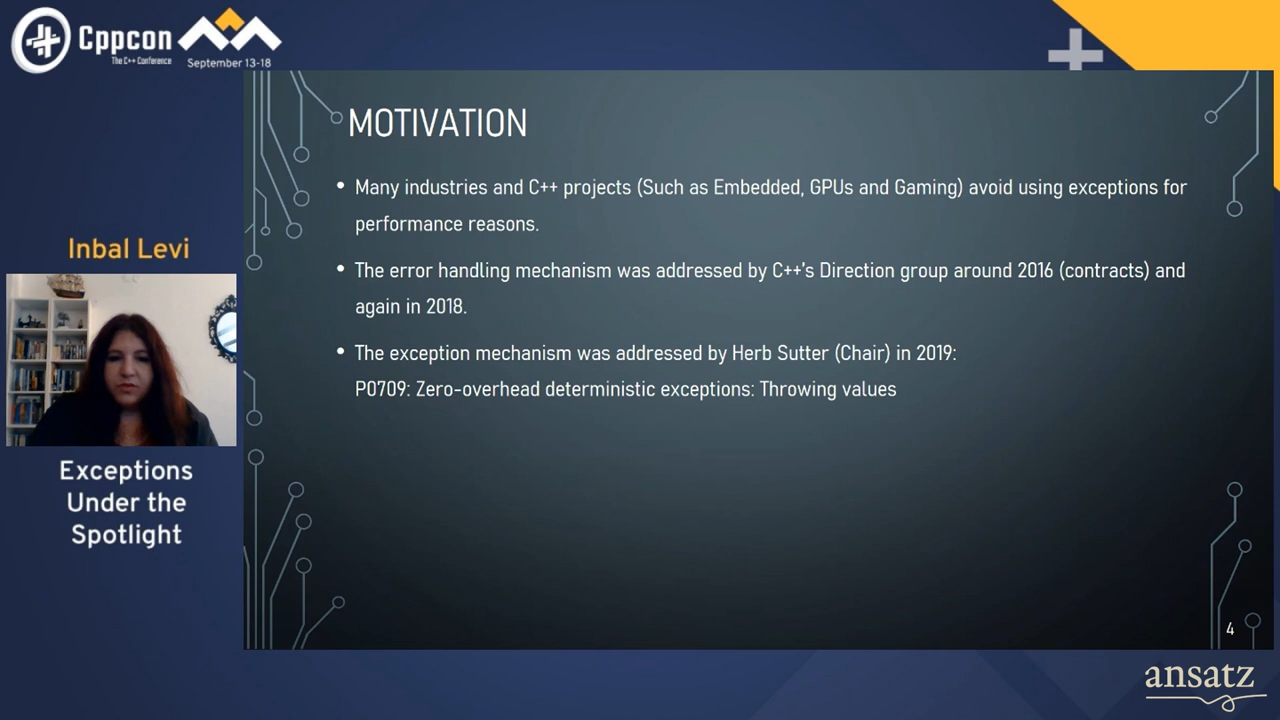 Cppcon
The C++ Conference
September 13-18
MOTIVATION
• Many industries and C++ projects (Such as Embedded, GPUs and Gaming) avoid using exceptions for
performance reasons.
• The error handling mechanism was addressed by C++'s Direction group around 2016 (contracts) and
again in 2018.
• The exception mechanism was addressed by Herb Sutter (Chair) in 2019:
P0709: Zero-overhead deterministic exceptions: Throwing values
Inbal Levi
Exceptions
Under the
Spotlight
4
ansatz